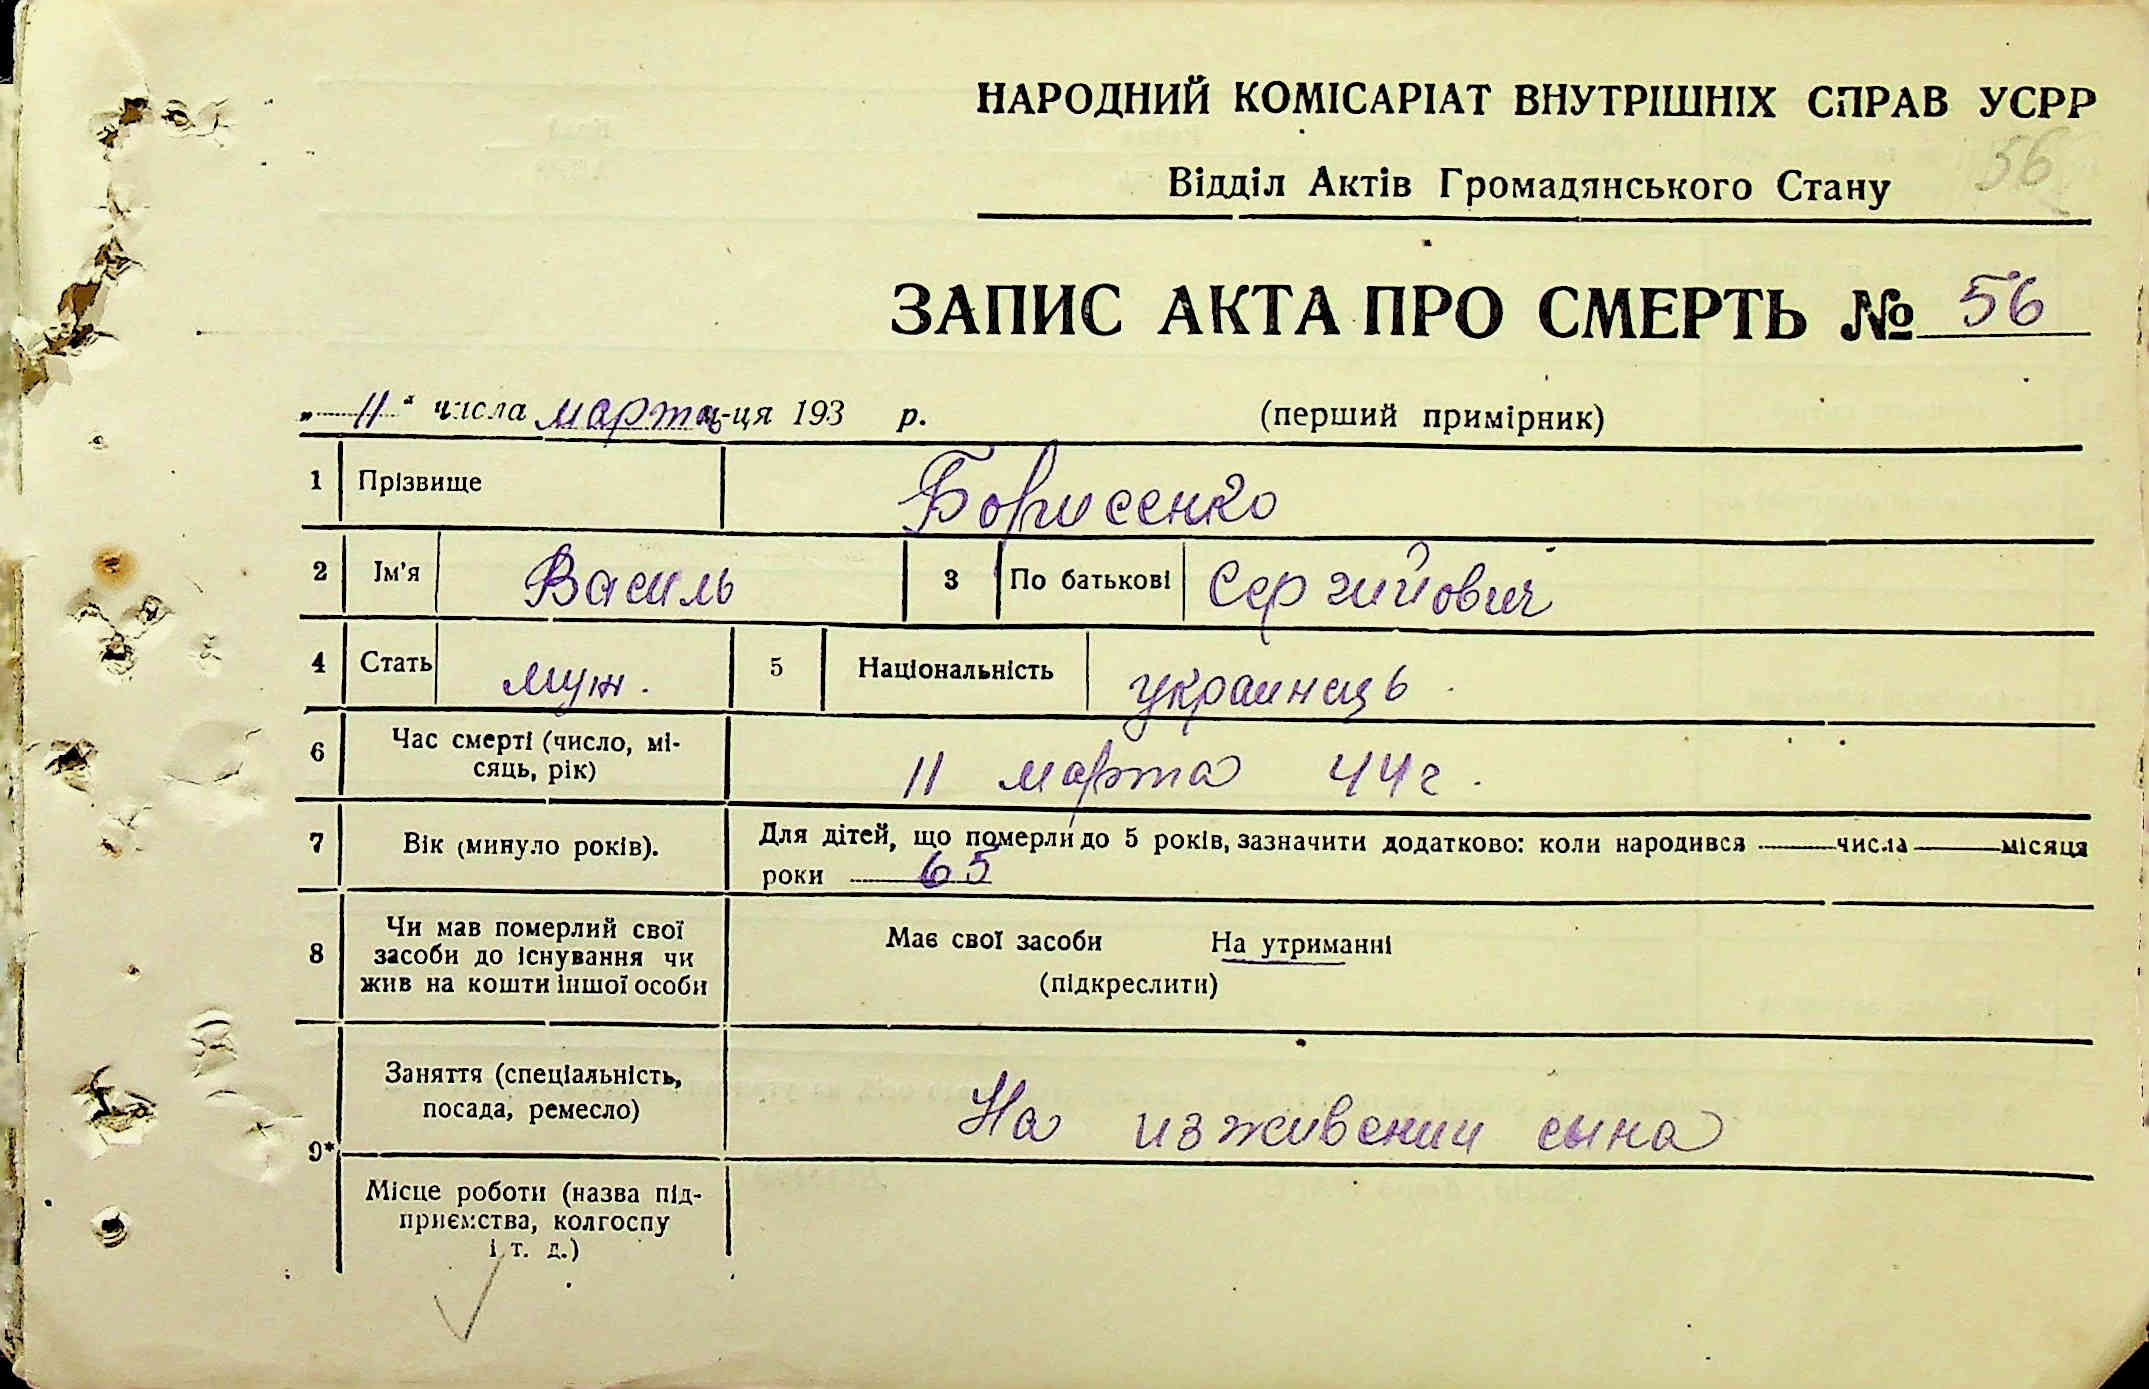 НАРОДНИЙ КОМІСАРІАТ ВНУТРІШНІХ СПРАВ УСРР
56
Відділ Актів Громадянського Стану
ЗАПИС АКТА ПРО СМЕРТЬ № 56
„ 11 " числа марта м-ця 193 р. (перший примірник)
1 Прізвище Борисенко
2 Ім'я Василь 3 По батькові Сергийович
4 Стать муж. 5 Національність украинець
6 Час смерті (число, мі-
сяць, рік) 11 марта 44 г.
7 Вік (минуло років). Для дітей, що померли до 5 років, зазначити додатково: коли народився числа місяця
роки 65
8 Чи мав померлий свої
засоби до існування чи
жив на кошти іншої особи
Має свої засоби На утриманні
(підкреслити)
9* Заняття (спеціальність,
посада, ремесло) На изживении сына
Місце роботи (назва під-
приємства, колгоспу
і т. д.)